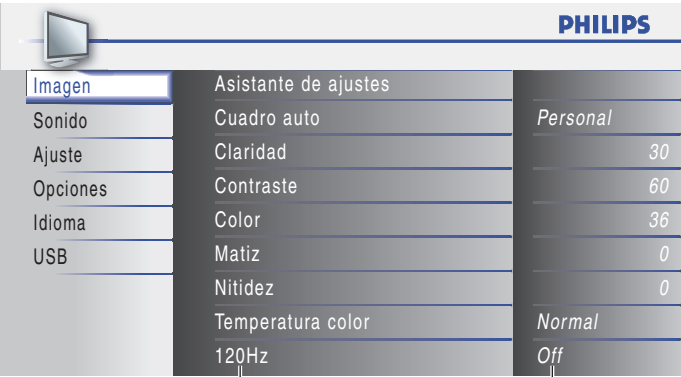 PHILIPS
Imagen
Sonido
Ajuste
Opciones
Idioma
USB
Asistante de ajustes
Cuadro auto Personal
Claridad 30
Contraste 60
Color 36
Matiz 0
Nitidez 0
Temperatura color Normal
120Hz Off